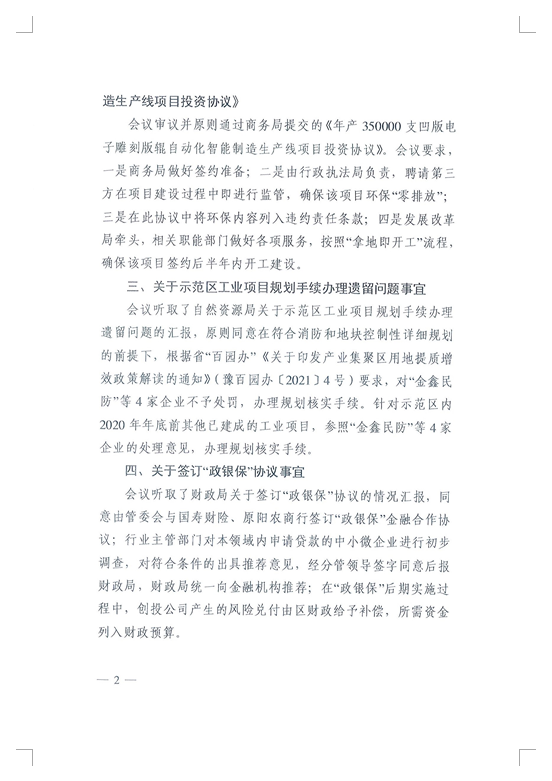 造生产线项目投资协议》
会议审议并原则通过商务局提交的《年产 350000 支凹版电
子雕刻版辊自动化智能制造生产线项目投资协议》。会议要求，
一是商务局做好签约准备；二是由行政执法局负责，聘请第三
方在项目建设过程中即进行监管，确保该项目环保“零排放”；
三是在此协议中将环保内容列入违约责任条款；四是发展改革
局牵头，相关职能部门做好各项服务，按照“拿地即开工”流程，
确保该项目签约后半年内开工建设。
三、关于示范区工业项目规划手续办理遗留问题事宜
会议听取了自然资源局关于示范区工业项目规划手续办理
遗留问题的汇报，原则同意在符合消防和地块控制性详细规划
的前提下，根据省“百园办”《关于印发产业集聚区用地提质增
效政策解读的通知》（豫百园办〔2021〕4 号）要求，对“金鑫民
防”等 4 家企业不予处罚，办理规划核实手续。针对示范区内
2020 年年底前其他已建成的工业项目，参照“金鑫民防”等 4 家
企业的处理意见，办理规划核实手续。
四、关于签订“政银保”协议事宜
会议听取了财政局关于签订“政银保”协议的情况汇报，同
意由管委会与国寿财险、原阳农商行签订“政银保”金融合作协
议；行业主管部门对本领域内申请贷款的中小微企业进行初步
调查，对符合条件的出具推荐意见，经分管领导签字同意后报
财政局，财政局统一向金融机构推荐；在“政银保”后期实施过
程中，创投公司产生的风险兑付由区财政给予补偿，所需资金
列入财政预算。
— 2 —